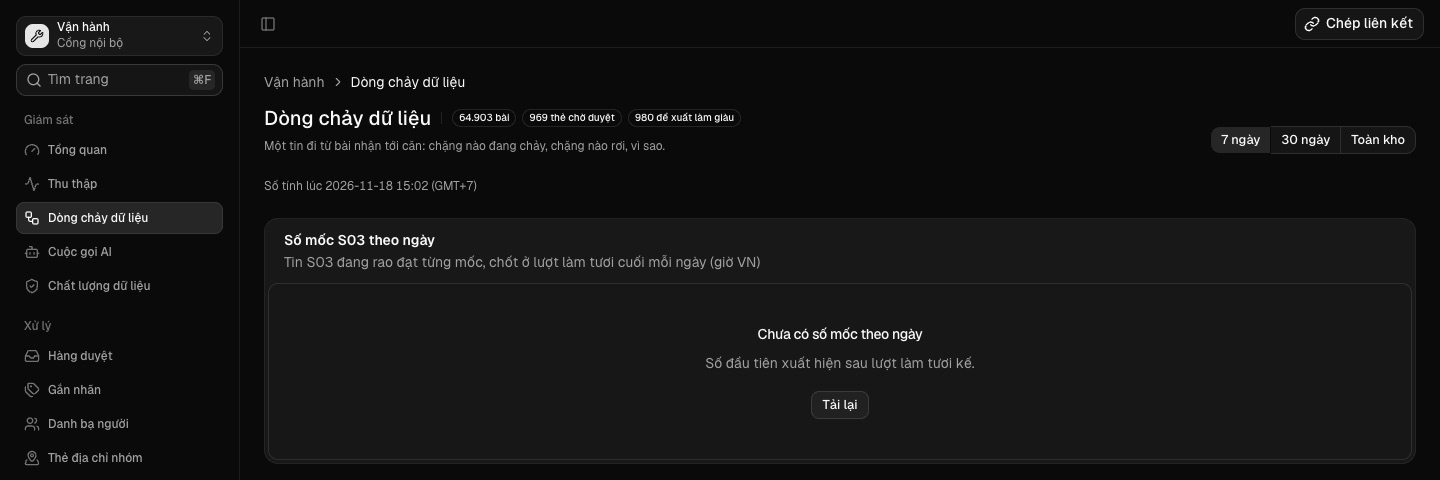 Vận hành
Cổng nội bộ
Tìm trang
⌘F
Giám sát
Tổng quan
Thu thập
Dòng chảy dữ liệu
Cuộc gọi AI
Chất lượng dữ liệu
Xử lý
Hàng duyệt
Gắn nhãn
Danh bạ người
Thẻ địa chỉ nhóm
Chép liên kết
Vận hành > Dòng chảy dữ liệu
Dòng chảy dữ liệu
64.903 bài
969 thẻ chờ duyệt
980 đề xuất làm giàu
Một tin đi từ bài nhận tới căn: chặng nào đang chảy, chặng nào rơi, vì sao.
7 ngày
30 ngày
Toàn kho
Số tính lúc 2026-11-18 15:02 (GMT+7)
Số mốc S03 theo ngày
Tin S03 đang rao đạt từng mốc, chốt ở lượt làm tươi cuối mỗi ngày (giờ VN)
Chưa có số mốc theo ngày
Số đầu tiên xuất hiện sau lượt làm tươi kế.
Tải lại